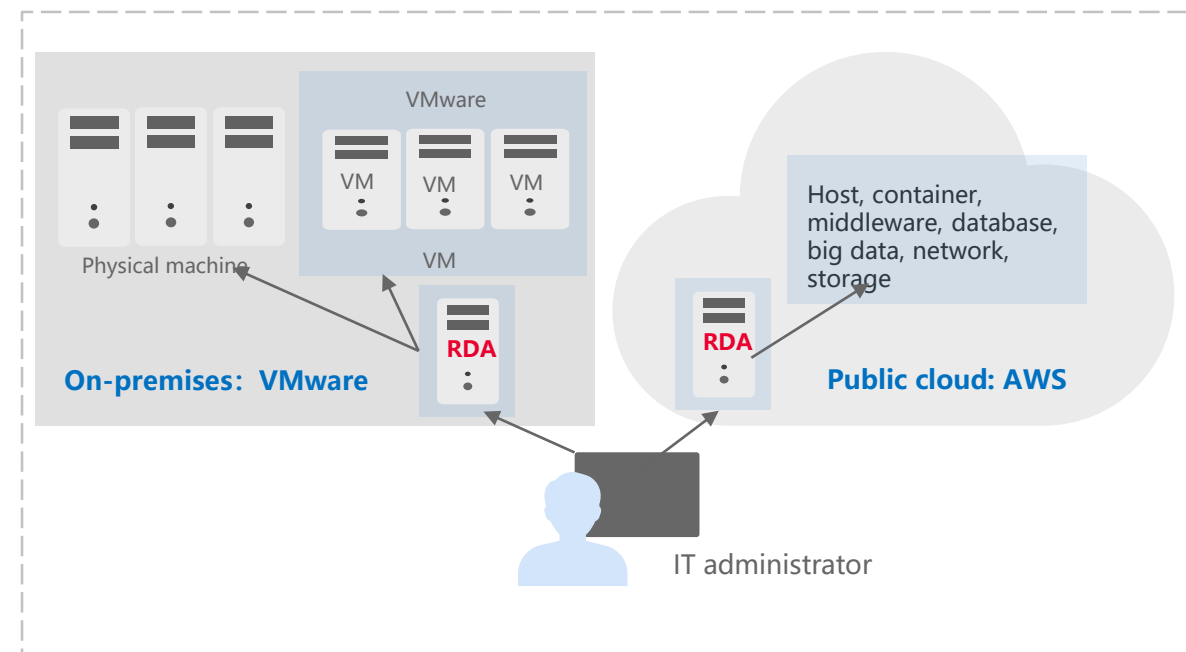 VMware
VM
VM
VM
Physical machine
VM
RDA
On-premises： VMware
Host, container,
middleware, database,
big data, network,
storage
RDA
Public cloud: AWS
IT administrator